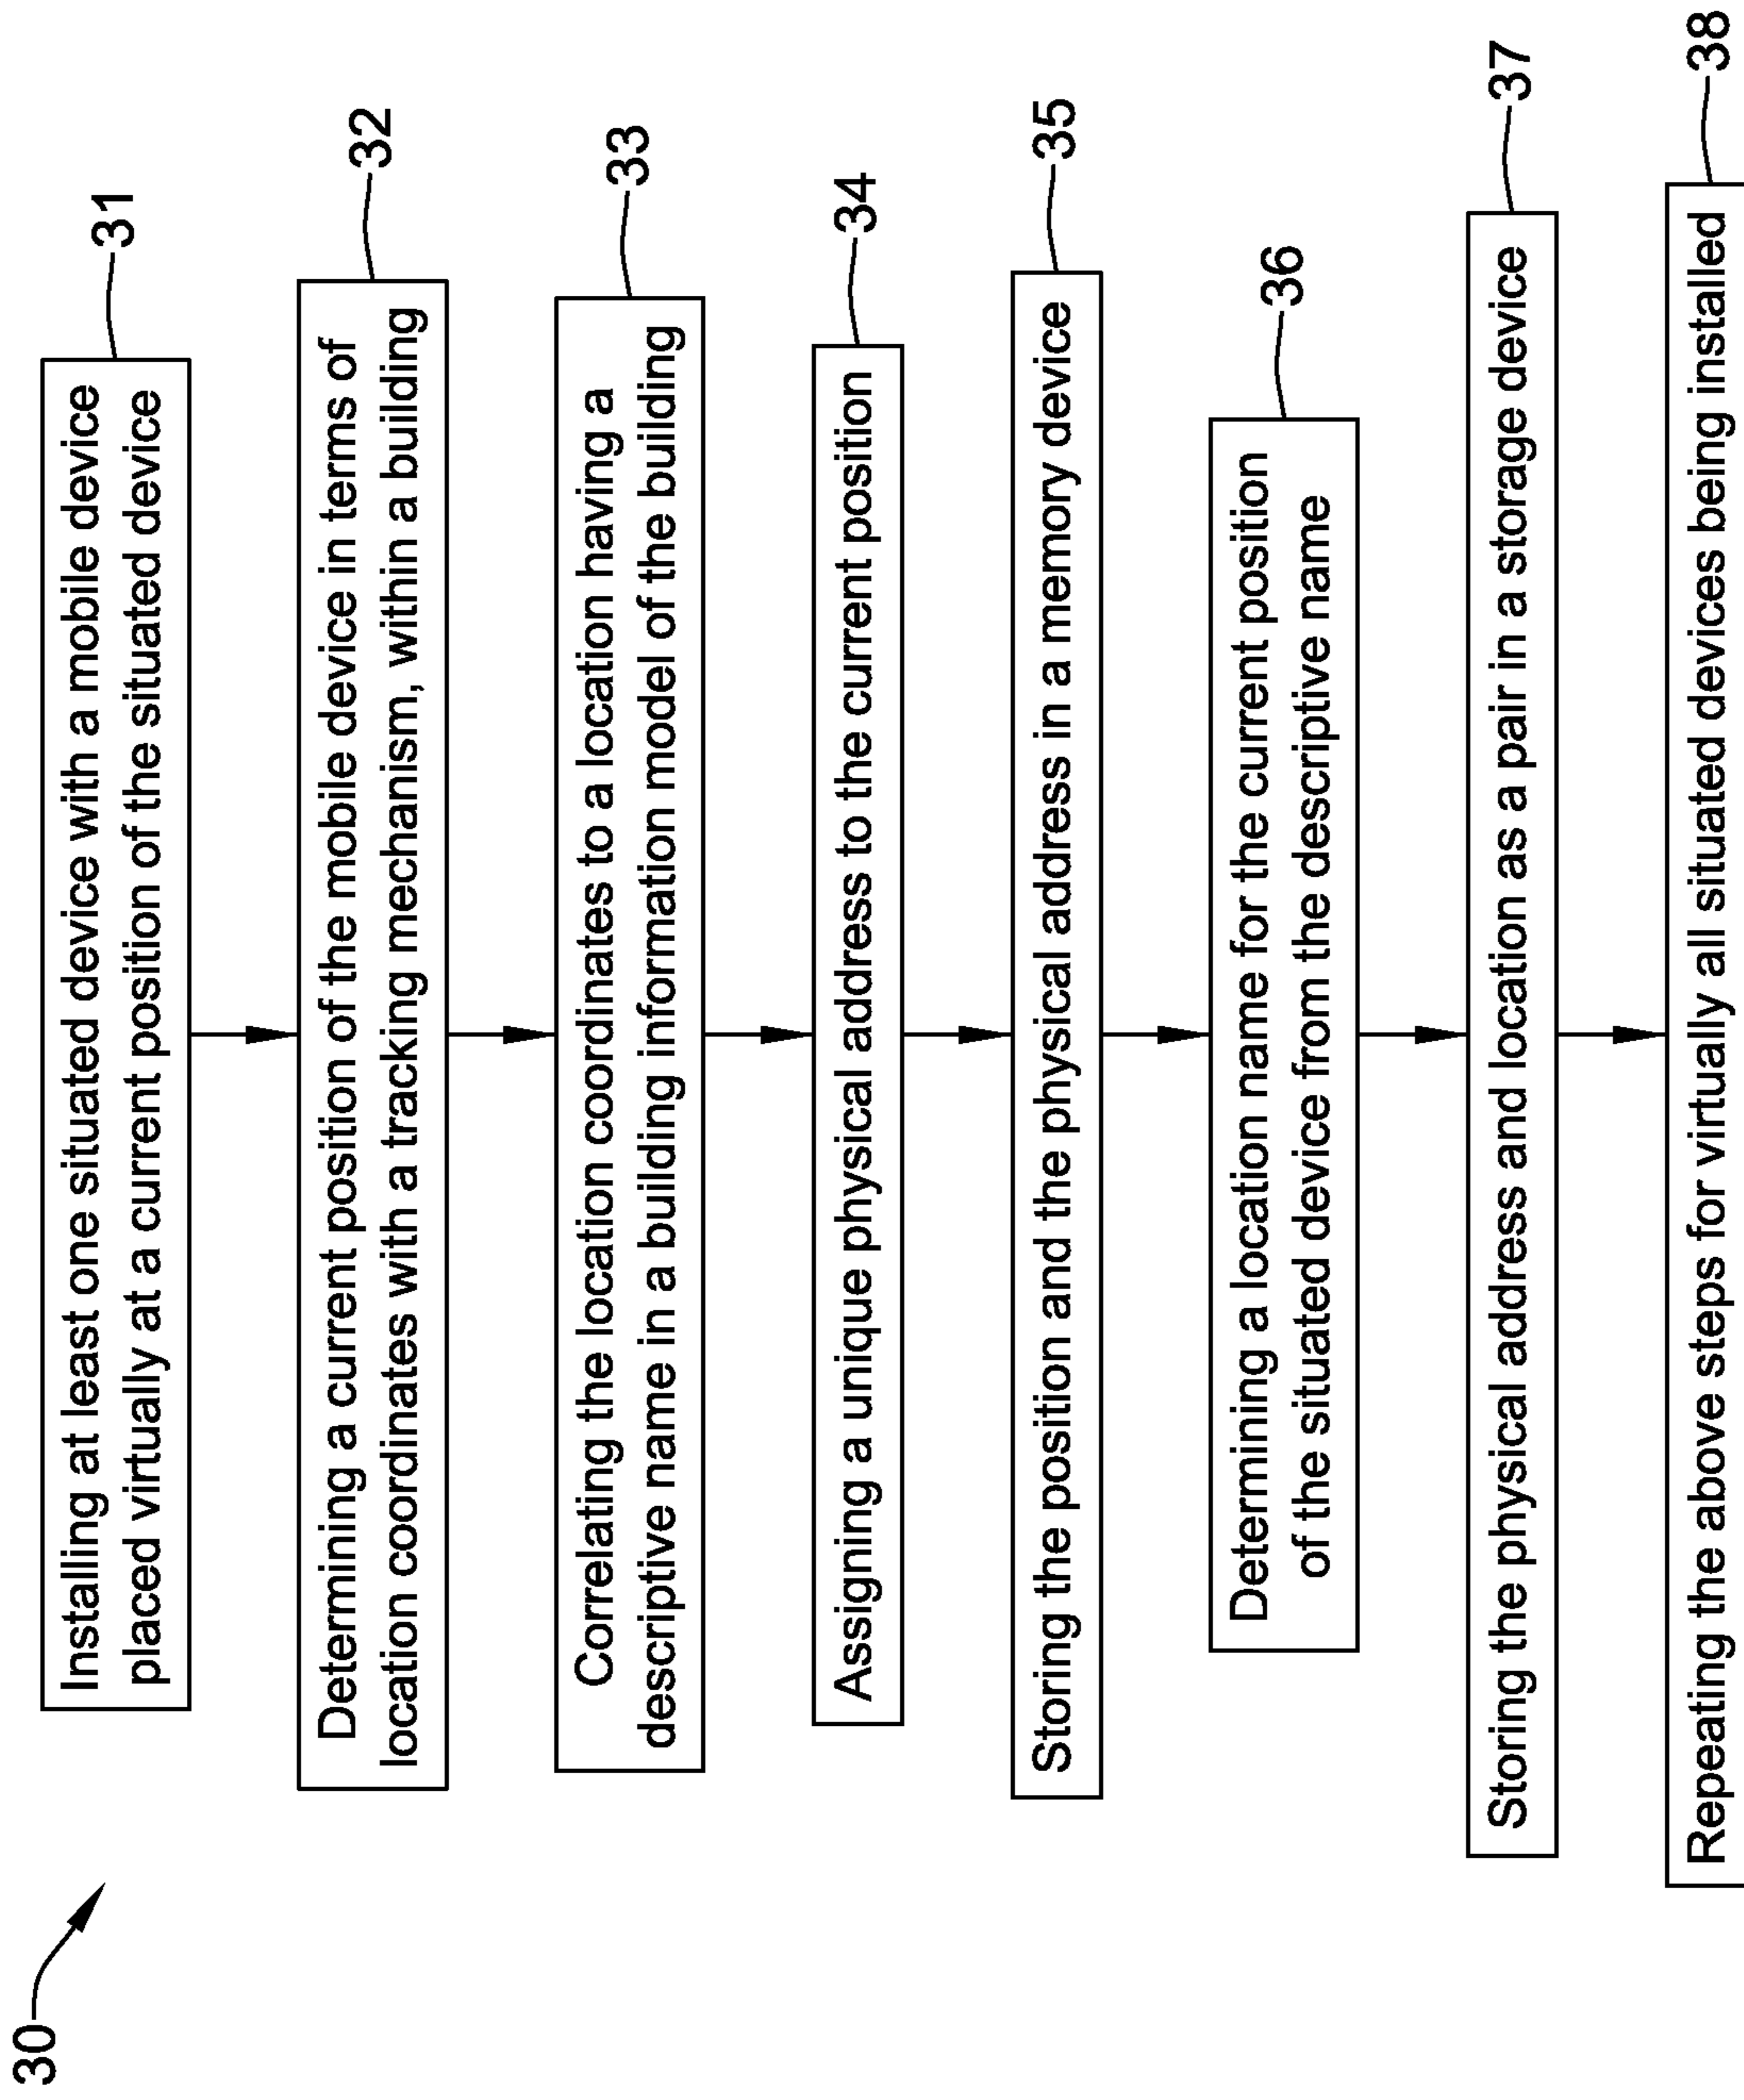 30
31
Installing at least one situated device with a mobile device
placed virtually at a current position of the situated device
32
Determining a current position of the mobile device in terms of
location coordinates with a tracking mechanism, within a building
33
Correlating the location coordinates to a location having a
descriptive name in a building information model of the building
34
Assigning a unique physical address to the current position
35
Storing the position and the physical address in a memory device
36
Determining a location name for the current position
of the situated device from the descriptive name
37
Storing the physical address and location as a pair in a storage device
38
Repeating the above steps for virtually all situated devices being installed